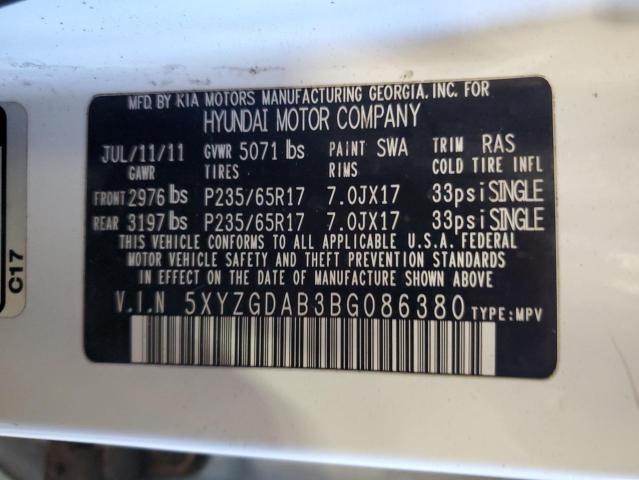 MFD. BY KIA MOTORS MANUFACTURING GEORGIA, INC. FOR
HYUNDAI MOTOR COMPANY
JUL/11/11 GVWR 5071 lbs PAINT SWA TRIM RAS
GAWR TIRES RIMS COLD TIRE INFL
FRONT 2976 lbs P235/65R17 7.0JX17 33psi SINGLE
REAR 3197 lbs P235/65R17 7.0JX17 33psi SINGLE
THIS VEHICLE CONFORMS TO ALL APPLICABLE U.S.A. FEDERAL
MOTOR VEHICLE SAFETY AND THEFT PREVENTION STANDARDS
IN EFFECT ON THE DATE OF MANUFACTURE SHOWN ABOVE
V.I.N 5XYZGDAB3BG086380 TYPE:MPV
C17